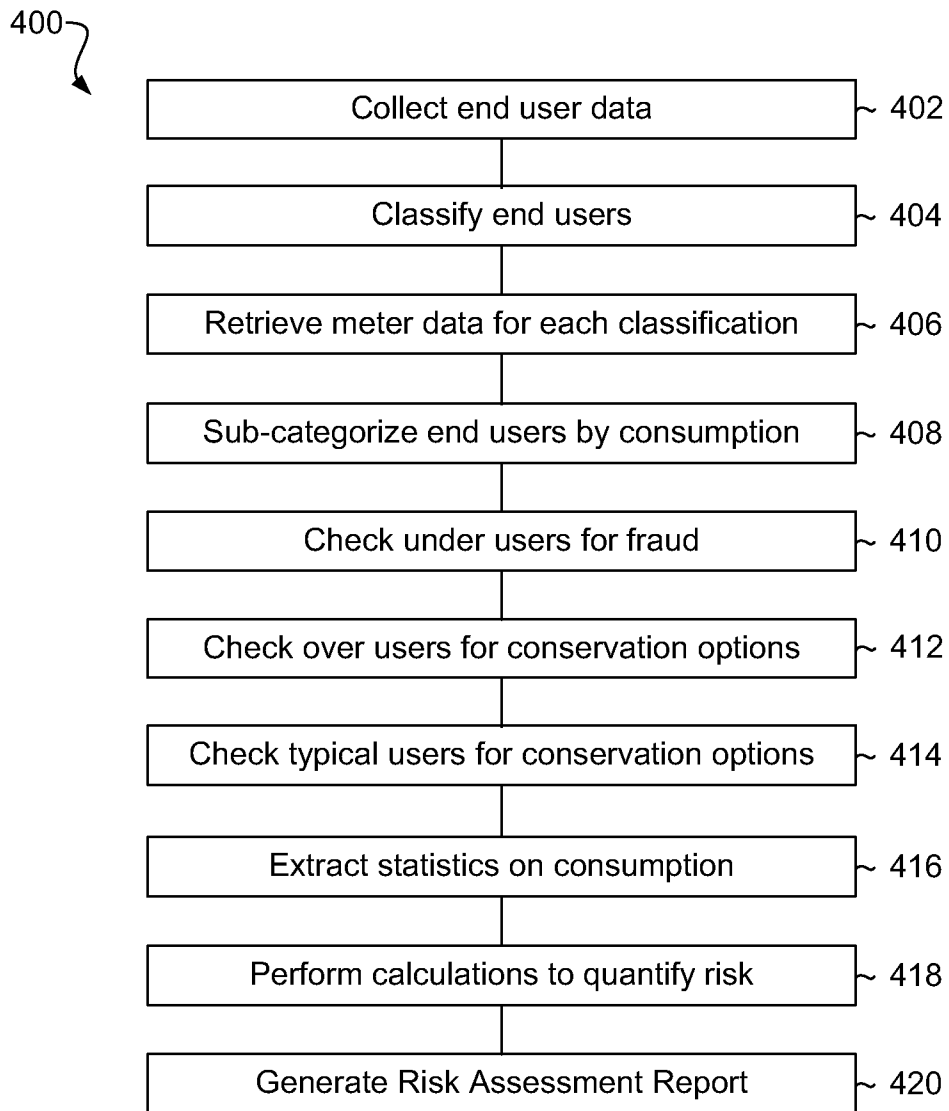 400
Collect end user data ~ 402
Classify end users ~ 404
Retrieve meter data for each classification ~ 406
Sub-categorize end users by consumption ~ 408
Check under users for fraud ~ 410
Check over users for conservation options ~ 412
Check typical users for conservation options ~ 414
Extract statistics on consumption ~ 416
Perform calculations to quantify risk ~ 418
Generate Risk Assessment Report ~ 420